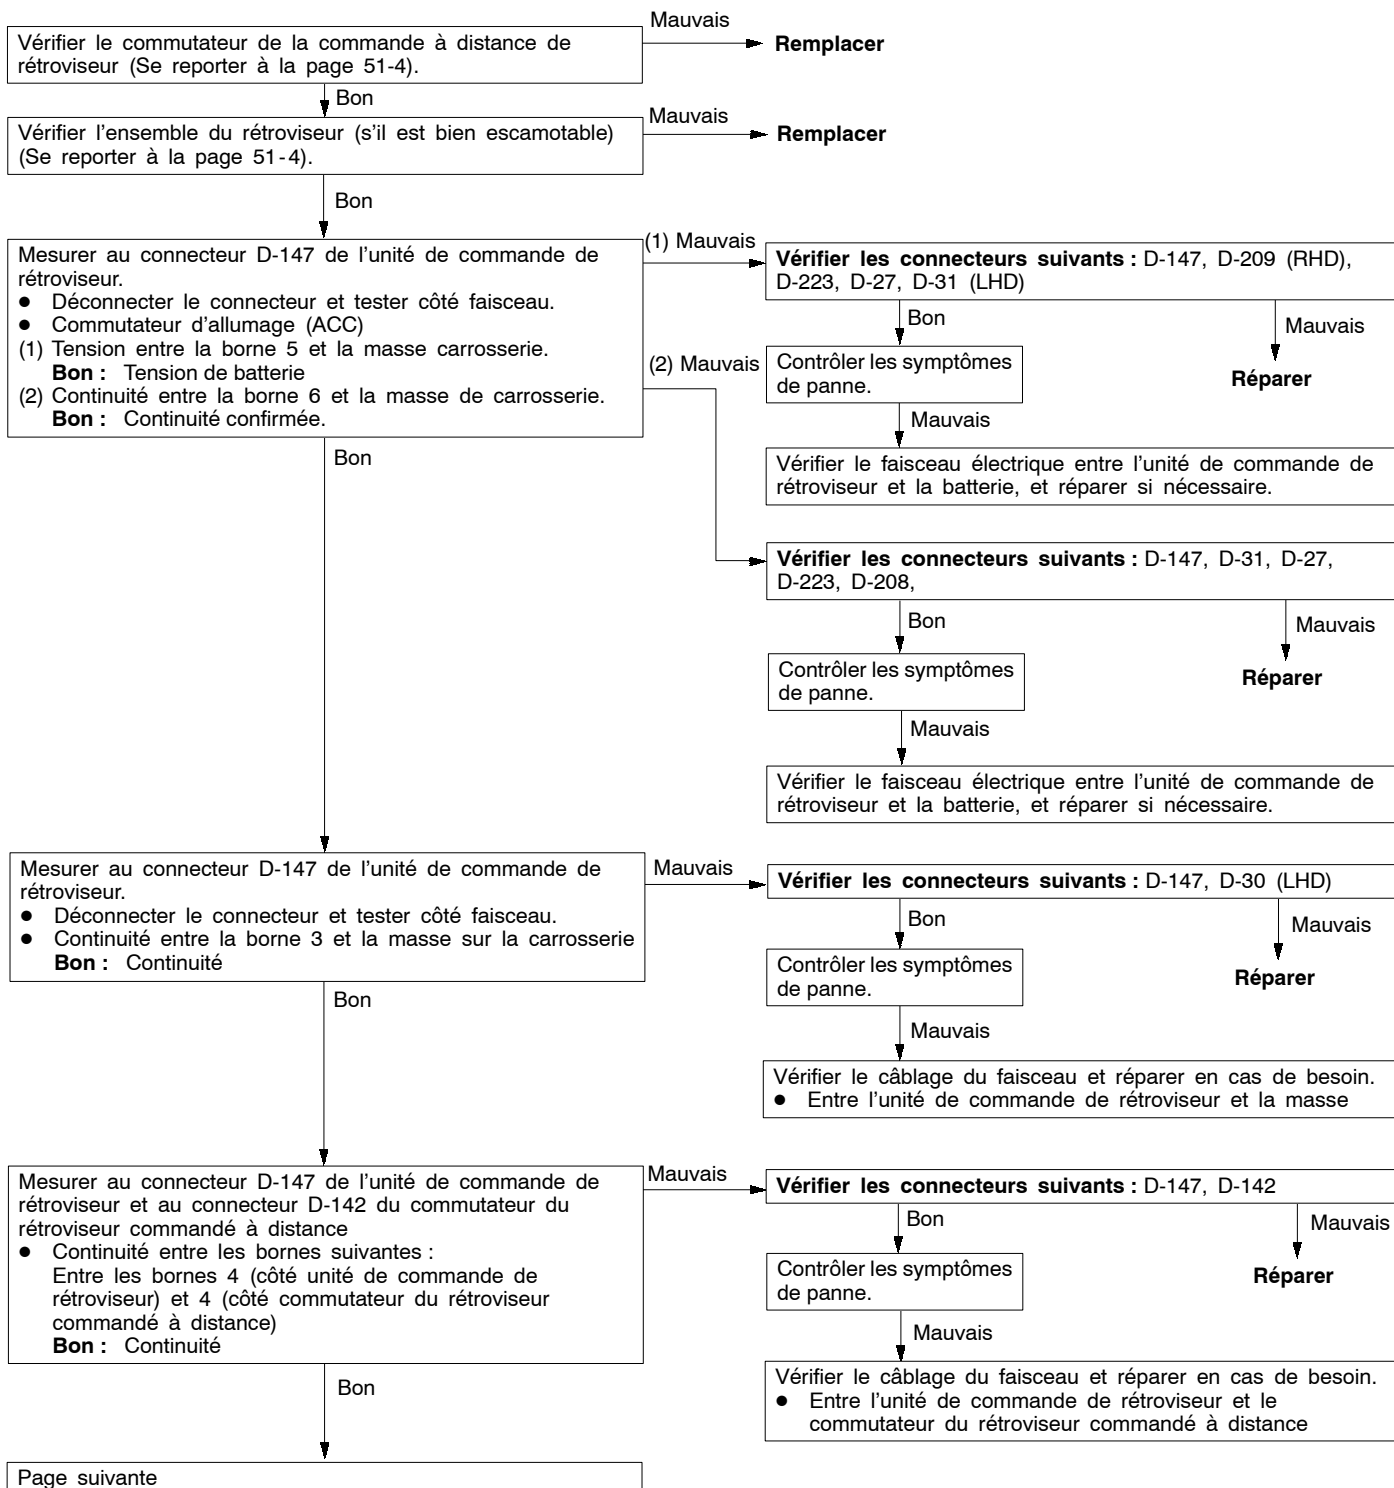 Mauvais
Vérifier le commutateur de la commande à distance de
rétroviseur (Se reporter à la page 51-4).
Remplacer
Bon
Vérifier l'ensemble du rétroviseur (s'il est bien escamotable)
(Se reporter à la page 51-4).
Mauvais
Remplacer
Bon
Mesurer au connecteur D-147 de l'unité de commande de
rétroviseur.
● Déconnecter le connecteur et tester côté faisceau.
● Commutateur d'allumage (ACC)
(1) Tension entre la borne 5 et la masse carrosserie.
Bon : Tension de batterie
(2) Continuité entre la borne 6 et la masse de carrosserie.
Bon : Continuité confirmée.
(1) Mauvais
Vérifier les connecteurs suivants : D-147, D-209 (RHD),
D-223, D-27, D-31 (LHD)
Bon
Mauvais
Contrôler les symptômes
de panne.
Réparer
Mauvais
Vérifier le faisceau électrique entre l'unité de commande de
rétroviseur et la batterie, et réparer si nécessaire.
(2) Mauvais
Vérifier les connecteurs suivants : D-147, D-31, D-27,
D-223, D-208,
Bon
Mauvais
Contrôler les symptômes
de panne.
Réparer
Mauvais
Vérifier le faisceau électrique entre l'unité de commande de
rétroviseur et la batterie, et réparer si nécessaire.
Bon
Mesurer au connecteur D-147 de l'unité de commande de
rétroviseur.
● Déconnecter le connecteur et tester côté faisceau.
● Continuité entre la borne 3 et la masse sur la carrosserie
Bon : Continuité
Mauvais
Vérifier les connecteurs suivants : D-147, D-30 (LHD)
Bon
Mauvais
Contrôler les symptômes
de panne.
Réparer
Mauvais
Vérifier le câblage du faisceau et réparer en cas de besoin.
● Entre l'unité de commande de rétroviseur et la masse
Bon
Mesurer au connecteur D-147 de l'unité de commande de
rétroviseur et au connecteur D-142 du commutateur du
rétroviseur commandé à distance
● Continuité entre les bornes suivantes :
Entre les bornes 4 (côté unité de commande de
rétroviseur) et 4 (côté commutateur du rétroviseur
commandé à distance)
Bon : Continuité
Mauvais
Vérifier les connecteurs suivants : D-147, D-142
Bon
Mauvais
Contrôler les symptômes
de panne.
Réparer
Mauvais
Vérifier le câblage du faisceau et réparer en cas de besoin.
● Entre l'unité de commande de rétroviseur et le
commutateur du rétroviseur commandé à distance
Bon
Page suivante